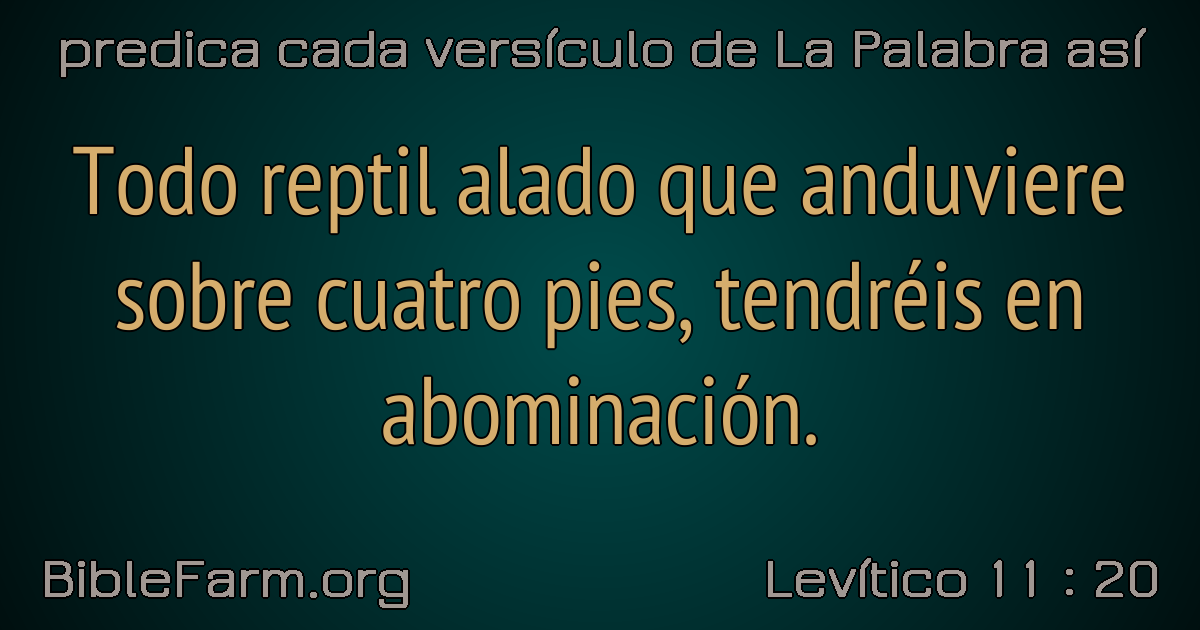 predica cada versículo de La Palabra así
Todo reptil alado que anduviere
sobre cuatro pies, tendréis en
abominación.
BibleFarm.org
Levítico 11 : 20